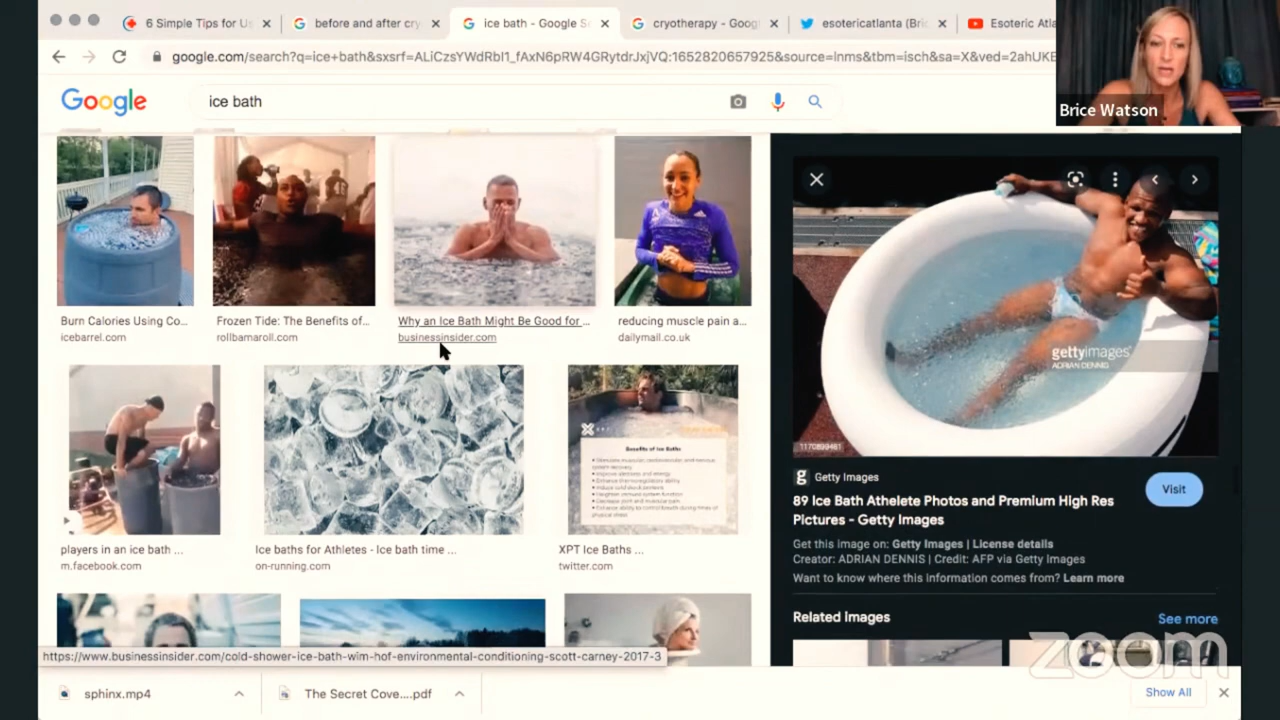 6 Simple Tips for Us
before and after cry
ice bath - Google Se
cryotherapy - Goog
esotericatlanta (Bric
Esoteric Atla
google.com/search?q=ice+bath&sxsrf=ALiCzsYWdRbl1_fAxN6pRW4GRytdrJxjVQ:1652820657925&source=lnms&tbm=isch&sa=X&ved=2ahUKE
Brice Watson
Google
ice bath
Burn Calories Using Co...
icebarrel.com
Frozen Tide: The Benefits of...
rollbamaroll.com
Why an Ice Bath Might Be Good for ...
businessinsider.com
reducing muscle pain a...
dailymail.co.uk
gettyimages
ADRIAN DENNIS
1170899461
Benefits of Ice Baths
players in an ice bath ...
m.facebook.com
Ice baths for Athletes - Ice bath time ...
on-running.com
XPT Ice Baths ...
twitter.com
Getty Images
89 Ice Bath Athelete Photos and Premium High Res
Pictures - Getty Images
Visit
Get this image on: Getty Images | License details
Creator: ADRIAN DENNIS | Credit: AFP via Getty Images
Want to know where this information comes from? Learn more
Related images
See more
zoom
https://www.businessinsider.com/cold-shower-ice-bath-wim-hof-environmental-conditioning-scott-carney-2017-3
sphinx.mp4
The Secret Cove....pdf
Show All